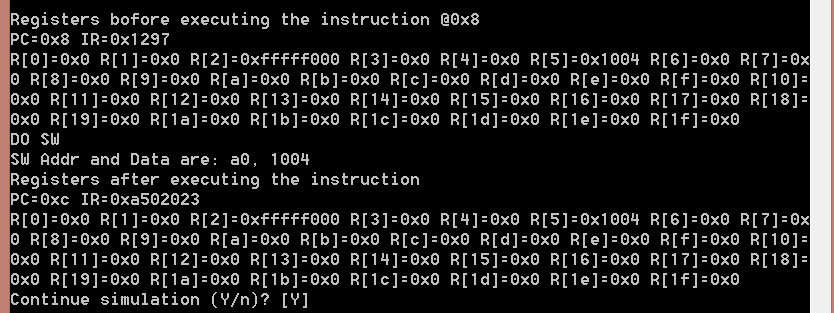 Registers bofore executing the instruction @0x8
PC=0x8 IR=0x1297
R[0]=0x0 R[1]=0x0 R[2]=0xfffff000 R[3]=0x0 R[4]=0x0 R[5]=0x1004 R[6]=0x0 R[7]=0x
0 R[8]=0x0 R[9]=0x0 R[a]=0x0 R[b]=0x0 R[c]=0x0 R[d]=0x0 R[e]=0x0 R[f]=0x0 R[10]=
0x0 R[11]=0x0 R[12]=0x0 R[13]=0x0 R[14]=0x0 R[15]=0x0 R[16]=0x0 R[17]=0x0 R[18]=
0x0 R[19]=0x0 R[1a]=0x0 R[1b]=0x0 R[1c]=0x0 R[1d]=0x0 R[1e]=0x0 R[1f]=0x0
DO SW
SW Addr and Data are: a0, 1004
Registers after executing the instruction
PC=0xc IR=0xa502023
R[0]=0x0 R[1]=0x0 R[2]=0xfffff000 R[3]=0x0 R[4]=0x0 R[5]=0x1004 R[6]=0x0 R[7]=0x
0 R[8]=0x0 R[9]=0x0 R[a]=0x0 R[b]=0x0 R[c]=0x0 R[d]=0x0 R[e]=0x0 R[f]=0x0 R[10]=
0x0 R[11]=0x0 R[12]=0x0 R[13]=0x0 R[14]=0x0 R[15]=0x0 R[16]=0x0 R[17]=0x0 R[18]=
0x0 R[19]=0x0 R[1a]=0x0 R[1b]=0x0 R[1c]=0x0 R[1d]=0x0 R[1e]=0x0 R[1f]=0x0
Continue simulation (Y/n)? [Y]